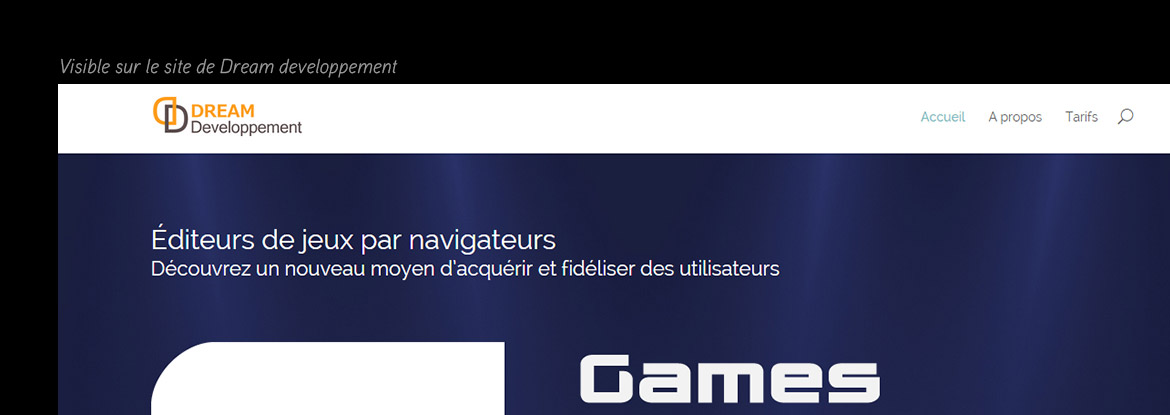 Visible sur le site de Dream developpement
DREAM
Developpement
Accueil A propos Tarifs
Éditeurs de jeux par navigateurs
Découvrez un nouveau moyen d'acquérir et fidéliser des utilisateurs
Games